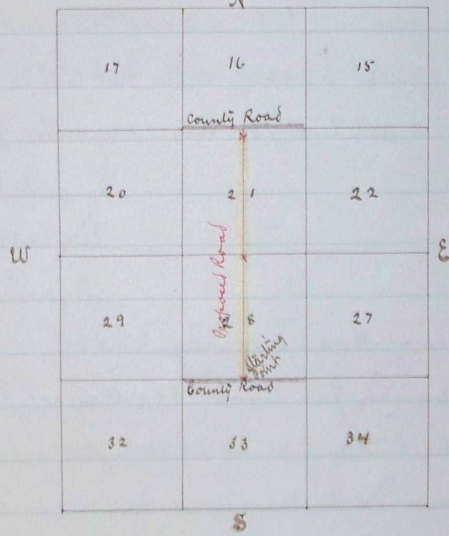 N
17 16 15
County Road
20 21 22
W
E
Proposed Road
29 28 27
Starting Point
County Road
32 33 34
S